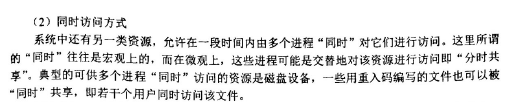 （2）同时访问方式
系统中还有另一类资源，允许在一段时间内由多个进程“同时”对它们进行访问。这里所谓
的“同时”往往是宏观上的，而在微观上，这些进程可能是交替地对该资源进行访问即“分时共
享”。典型的可供多个进程“同时”访问的资源是磁盘设备，一些用重入码编写的文件也可以被
“同时”共享，即若干个用户同时访问该文件。